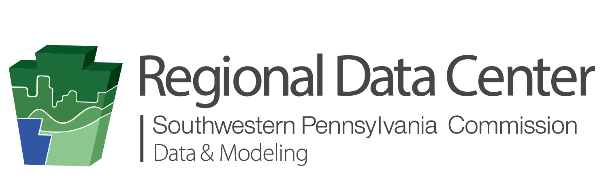 Regional Data Center
Southwestern Pennsylvania Commission
Data & Modeling